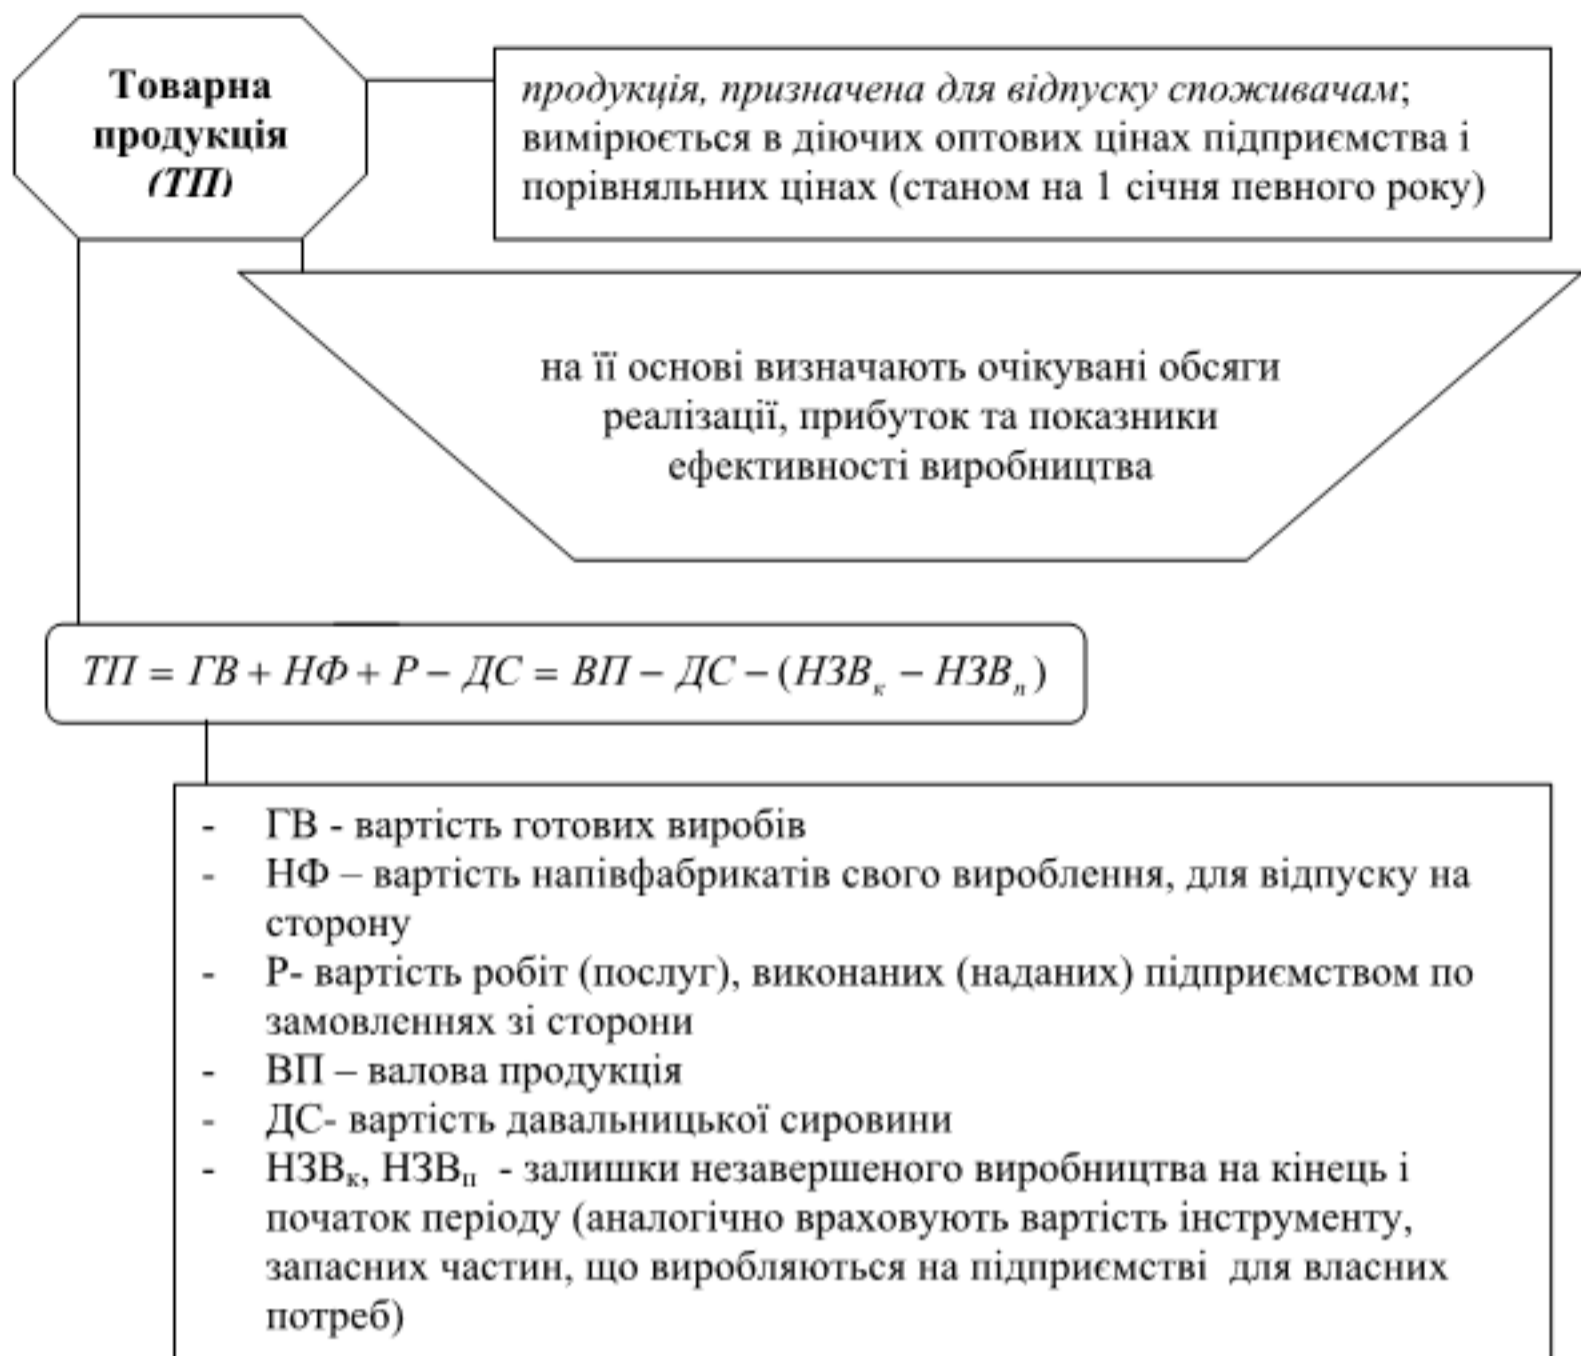 Товарна
продукція
(ТП)
продукція, призначена для відпуску споживачам;
вимірюється в діючих оптових цінах підприємства і
порівняльних цінах (станом на 1 січня певного року)
на її основі визначають очікувані обсяги
реалізації, прибуток та показники
ефективності виробництва
ТП = ГВ + НФ + Р − ДС = ВП − ДС − (НЗВₖ − НЗВₙ)
- ГВ - вартість готових виробів
- НФ – вартість напівфабрикатів свого вироблення, для відпуску на
сторону
- Р- вартість робіт (послуг), виконаних (наданих) підприємством по
замовленнях зі сторони
- ВП – валова продукція
- ДС- вартість давальницької сировини
- НЗВк, НЗВп - залишки незавершеного виробництва на кінець і
початок періоду (аналогічно враховують вартість інструменту,
запасних частин, що виробляються на підприємстві для власних
потреб)